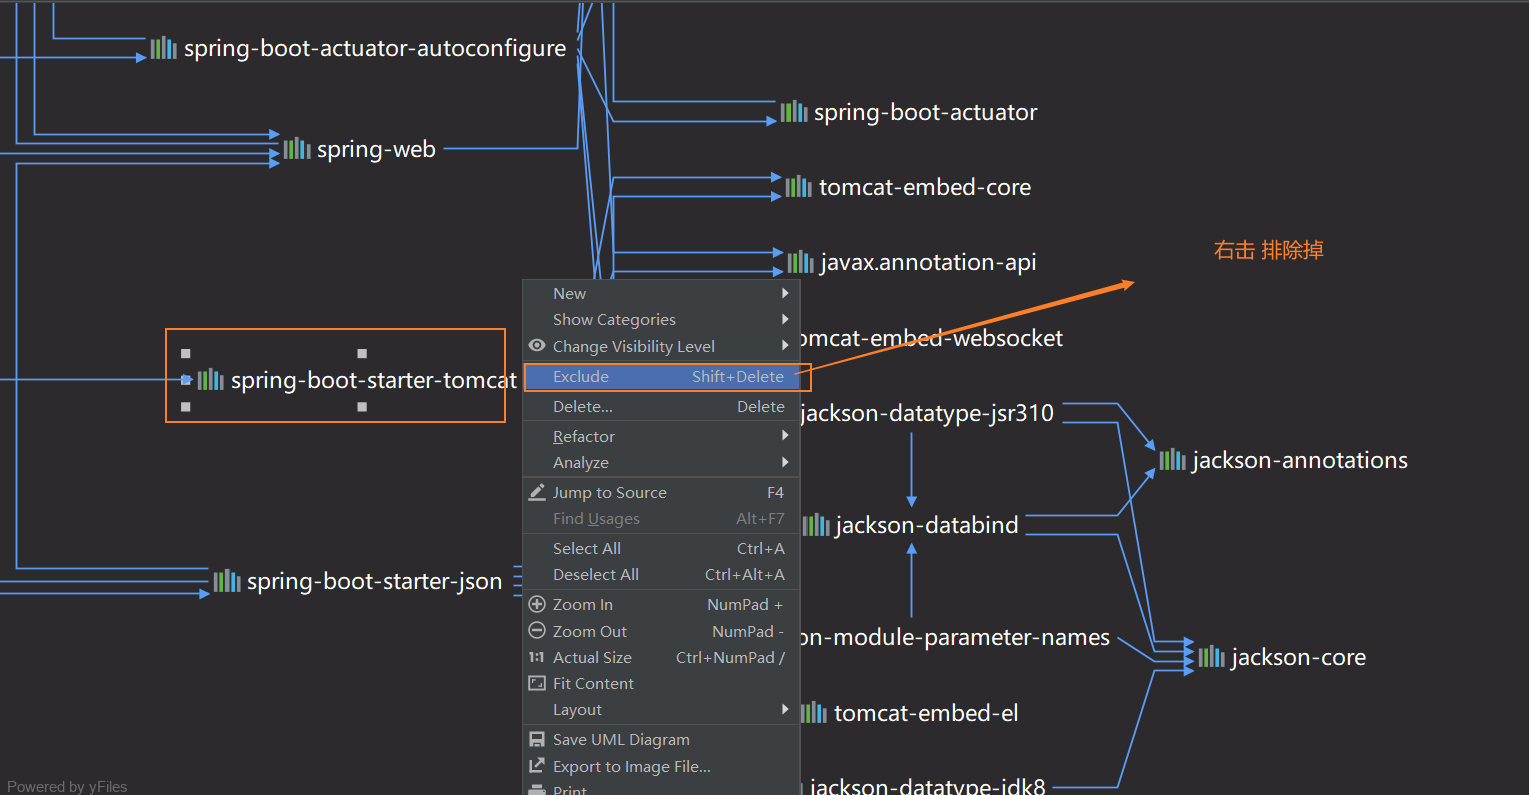 spring-boot-actuator-autoconfigure
spring-boot-actuator
spring-web
tomcat-embed-core
右击 排除掉
javax.annotation-api
New
Show Categories
omcat-embed-websocket
Change Visibility Level
spring-boot-starter-tomcat
Exclude Shift+Delete
Delete... Delete
jackson-datatype-jsr310
Refactor
jackson-annotations
Analyze
Jump to Source F4
Find Usages Alt+F7
jackson-databind
Select All Ctrl+A
Deselect All Ctrl+Alt+A
spring-boot-starter-json
Zoom In NumPad +
Zoom Out NumPad -
on-module-parameter-names
1:1 Actual Size Ctrl+NumPad /
jackson-core
Fit Content
Layout
tomcat-embed-el
Save UML Diagram
Export to Image File...
Powered by yFiles
jackson-datatype-jdk8
Print